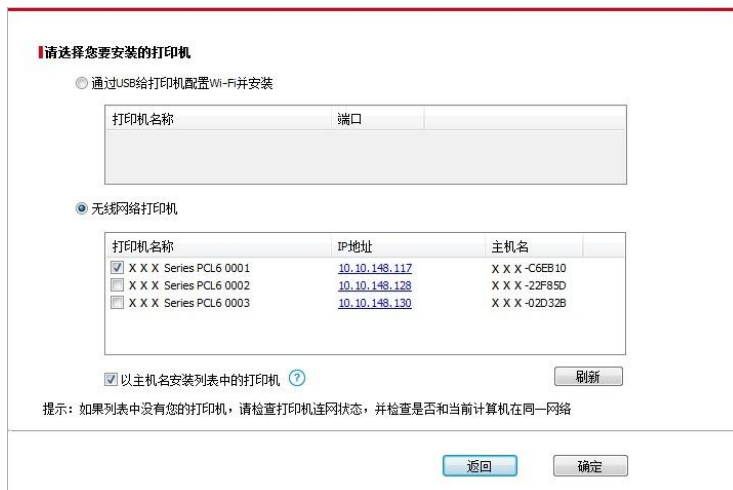 请选择您要安装的打印机
通过USB给打印机配置Wi-Fi并安装
打印机名称 端口
无线网络打印机
打印机名称 IP地址 主机名
X X X Series PCL6 0001 10.10.148.117 X X X -C6EB10
X X X Series PCL6 0002 10.10.148.128 X X X -22F85D
X X X Series PCL6 0003 10.10.148.130 X X X -02D32B
以主机名安装列表中的打印机 ? 刷新
提示：如果列表中没有您的打印机，请检查打印机连网状态，并检查是否和当前计算机在同一网络
返回 确定